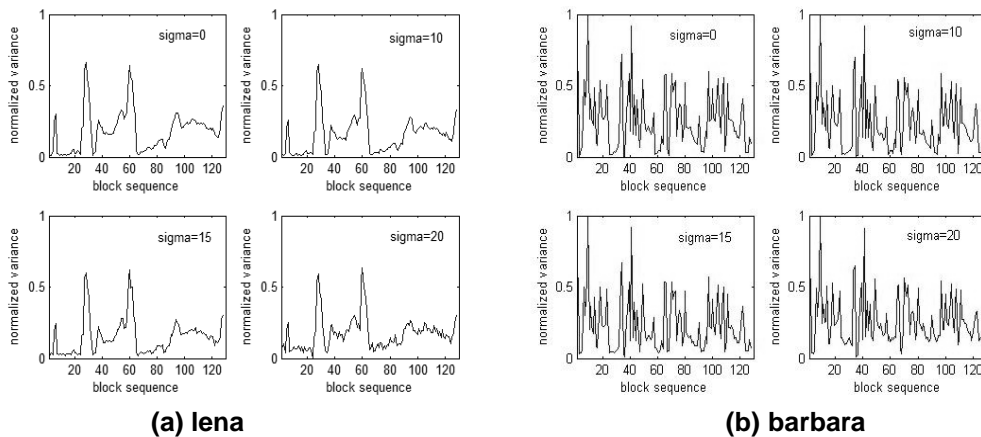 1
0.5
0
normalized variance
sigma=0
20 40 60 80 100 120
block sequence
1
0.5
0
normalized variance
sigma=10
20 40 60 80 100 120
block sequence
1
0.5
0
normalized variance
sigma=0
20 40 60 80 100 120
block sequence
1
0.5
0
normalized variance
sigma=10
20 40 60 80 100 120
block sequence
1
0.5
0
normalized variance
sigma=15
20 40 60 80 100 120
block sequence
1
0.5
0
normalized variance
sigma=20
20 40 60 80 100 120
block sequence
1
0.5
0
normalized variance
sigma=15
20 40 60 80 100 120
block sequence
1
0.5
0
normalized variance
sigma=20
20 40 60 80 100 120
block sequence
(a) lena
(b) barbara